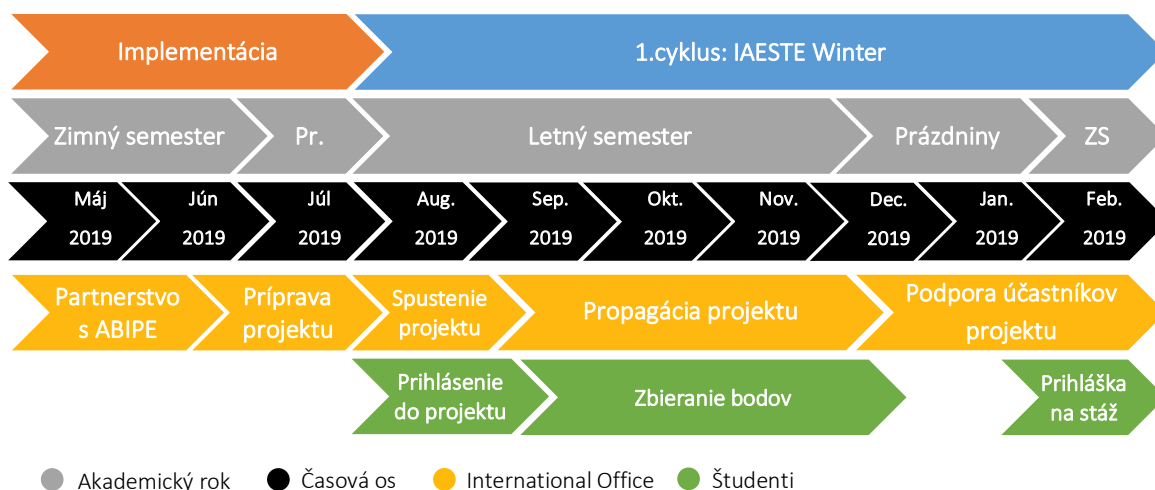 Implementácia
1.cyklus: IAESTE Winter
Zimný semester
Pr.
Letný semester
Prázdniny
ZS
Máj
2019
Jún
2019
Júl
2019
Aug.
2019
Sep.
2019
Okt.
2019
Nov.
2019
Dec.
2019
Jan.
2019
Feb.
2019
Partnerstvo
s ABIPE
Príprava
projektu
Spustenie
projektu
Propagácia projektu
Podpora účastníkov
projektu
Prihlásenie
do projektu
Zbieranie bodov
Prihláška
na stáž
Akademický rok
Časová os
International Office
Študenti